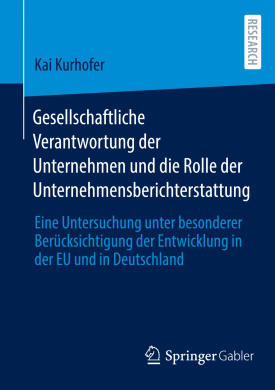 RESEARCH
Kai Kurhofer
Gesellschaftliche
Verantwortung der
Unternehmen und die Rolle der
Unternehmensberichterstattung
Eine Untersuchung unter besonderer
Berücksichtigung der Entwicklung in
der EU und in Deutschland
Springer Gabler